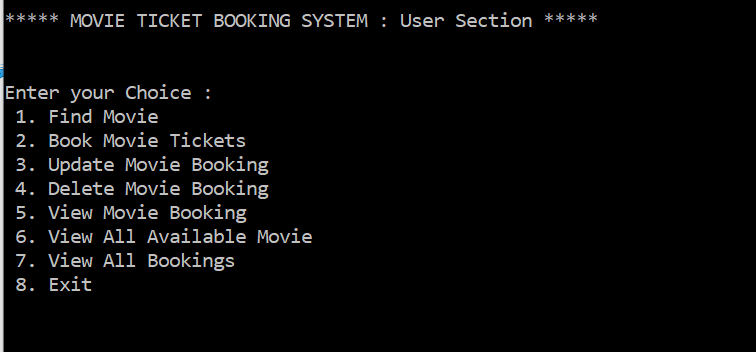 ***** MOVIE TICKET BOOKING SYSTEM : User Section *****
Enter your Choice :
1. Find Movie
2. Book Movie Tickets
3. Update Movie Booking
4. Delete Movie Booking
5. View Movie Booking
6. View All Available Movie
7. View All Bookings
8. Exit